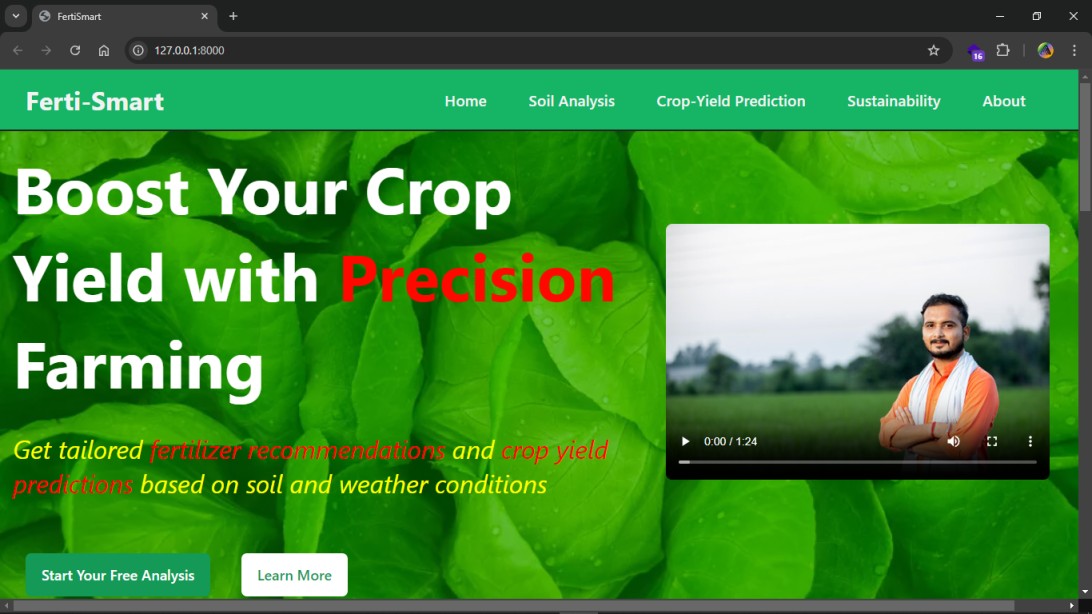 FertiSmart
127.0.0.1:8000
16
Ferti-Smart
Home Soil Analysis Crop-Yield Prediction Sustainability About
Boost Your Crop
Yield with Precision
Farming
Get tailored fertilizer recommendations and crop yield
predictions based on soil and weather conditions
0:00 / 1:24
Start Your Free Analysis Learn More